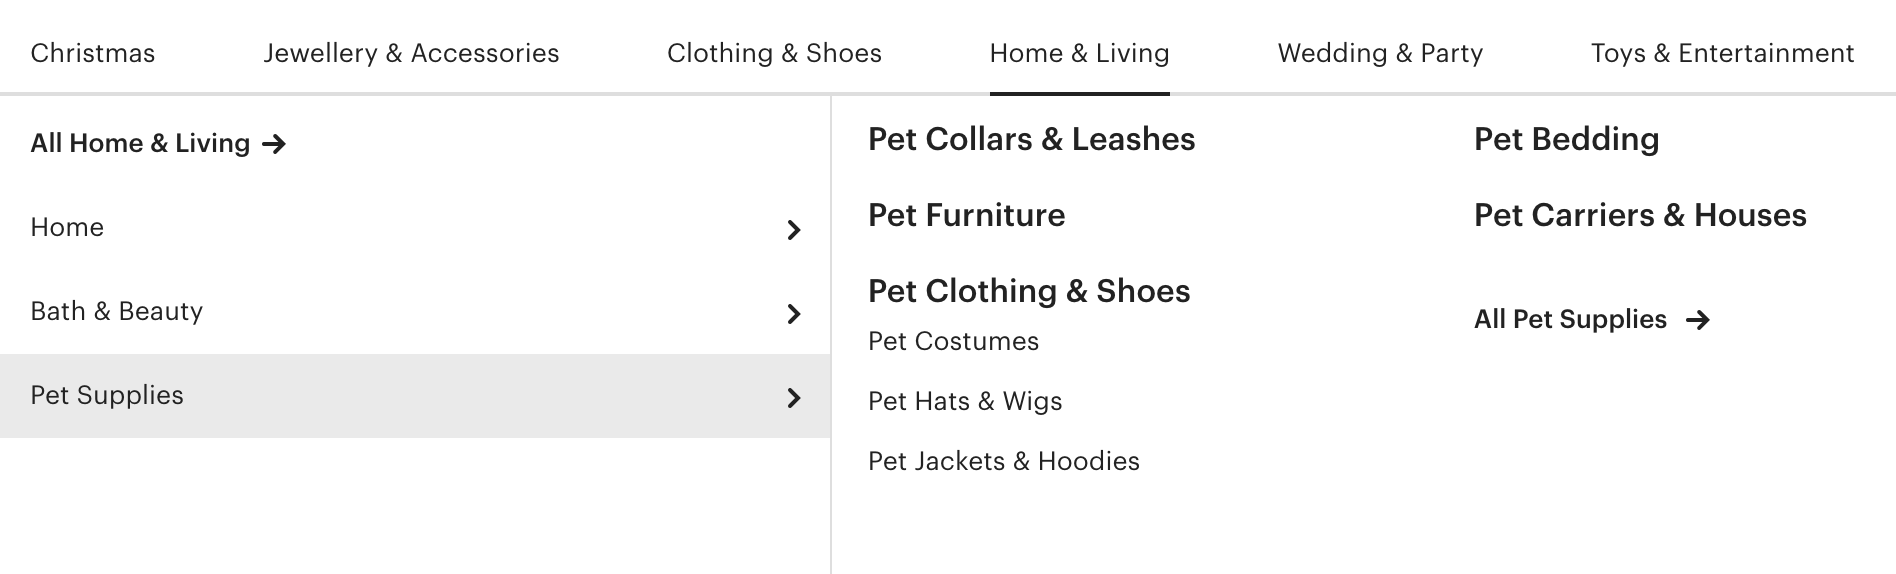 Christmas
Jewellery & Accessories
Clothing & Shoes
Home & Living
Wedding & Party
Toys & Entertainment
All Home & Living
Home
Bath & Beauty
Pet Supplies
Pet Collars & Leashes
Pet Furniture
Pet Clothing & Shoes
Pet Costumes
Pet Hats & Wigs
Pet Jackets & Hoodies
Pet Bedding
Pet Carriers & Houses
All Pet Supplies